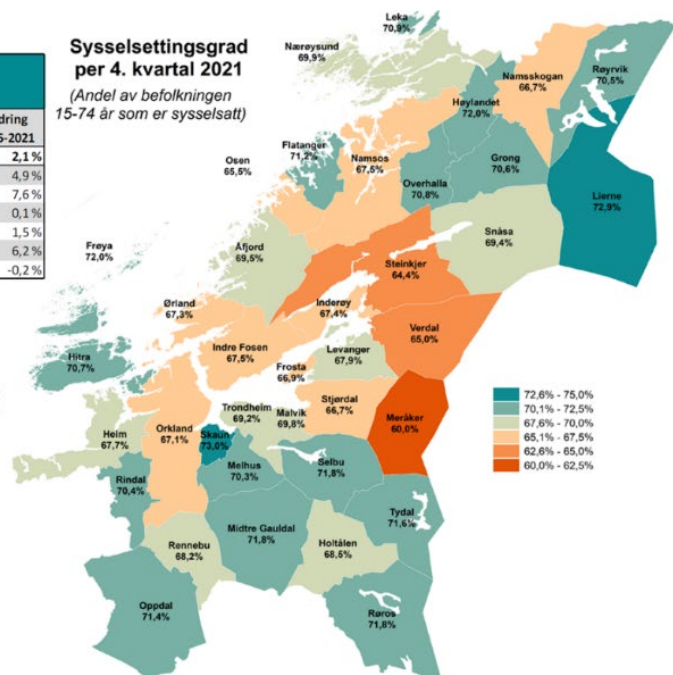 dring
5-2021
2,1 %
4,9 %
7,6 %
0,1 %
1,5 %
6,2 %
-0,2 %
Sysselsettingsgrad
per 4. kvartal 2021
(Andel av befolkningen
15-74 år som er sysselsatt)
Leka
70,9%
Nærøysund
69,9%
Namsskogan
66,7%
Røyrvik
70,5%
Høylandet
72,0%
Flatanger
71,2%
Osen
65,5%
Namsos
67,5%
Overhalla
70,8%
Grong
70,6%
Lierne
72,9%
Snåsa
69,4%
Frøya
72,0%
Åfjord
69,5%
Steinkjer
64,4%
Ørland
67,3%
Inderøy
67,4%
Verdal
65,0%
Indre Fosen
67,5%
Levanger
67,9%
Hitra
70,7%
Frosta
66,9%
Stjørdal
66,7%
Meråker
60,0%
Trondheim
69,2%
Malvik
69,8%
Heim
67,7%
Orkland
67,1%
Skaun
73,0%
Melhus
70,3%
Selbu
71,8%
Rindal
70,4%
Tydal
71,6%
Midtre Gauldal
71,8%
Rennebu
68,2%
Holtålen
68,5%
Oppdal
71,4%
Røros
71,8%
72,6% - 75,0%
70,1% - 72,5%
67,6% - 70,0%
65,1% - 67,5%
62,6% - 65,0%
60,0% - 62,5%